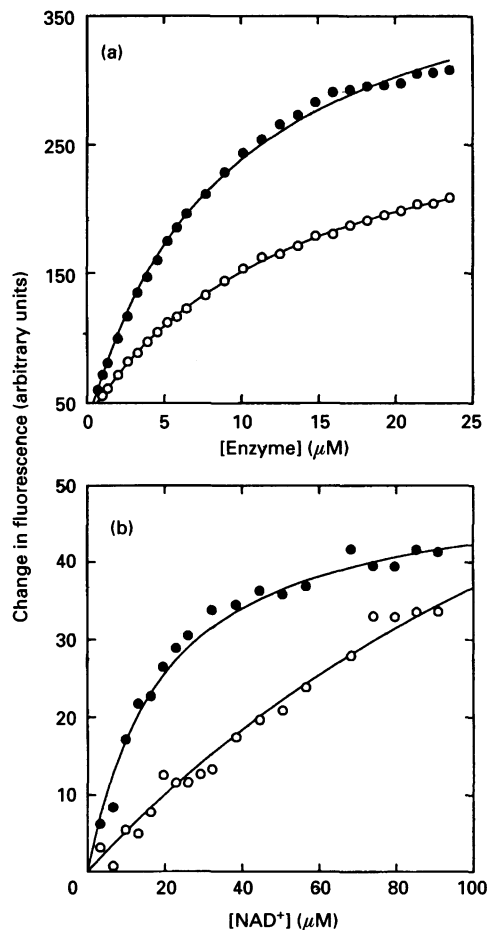 Change in fluorescence (arbitrary units)
(a)
350
250
150
50
0 5 10 15 20 25
[Enzyme] (μM)
(b)
50
40
30
20
10
0 20 40 60 80 100
[NAD⁺] (μM)